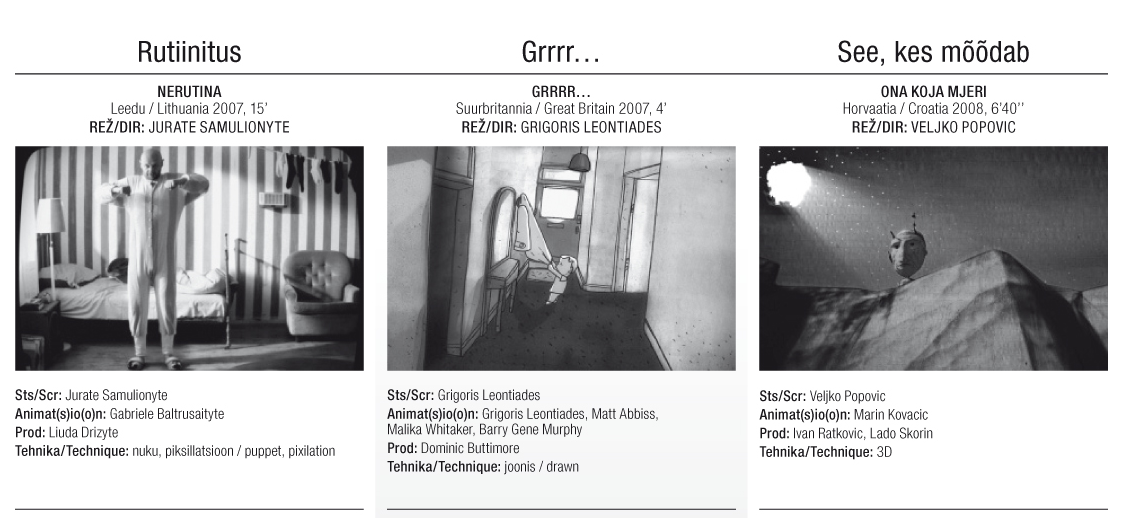 Rutiinitus
NERUTINA
Leedu / Lithuania 2007, 15’
REŽ/DIR: JURATE SAMULIONYTE
Sts/Scr: Jurate Samulionyte
Animat(s)io(o)n: Gabriele Baltrusaityte
Prod: Liuda Drizyte
Tehnika/Technique: nuku, piksillatsioon / puppet, pixilation
Grrrr…
GRRRR…
Suurbritannia / Great Britain 2007, 4’
REŽ/DIR: GRIGORIS LEONTIADES
Sts/Scr: Grigoris Leontiades
Animat(s)io(o)n: Grigoris Leontiades, Matt Abbiss,
Malika Whitaker, Barry Gene Murphy
Prod: Dominic Buttimore
Tehnika/Technique: joonis / drawn
See, kes mõõdab
ONA KOJA MJERI
Horvaatia / Croatia 2008, 6’40’’
REŽ/DIR: VELJKO POPOVIC
Sts/Scr: Veljko Popovic
Animat(s)io(o)n: Marin Kovacic
Prod: Ivan Ratkovic, Lado Skorin
Tehnika/Technique: 3D